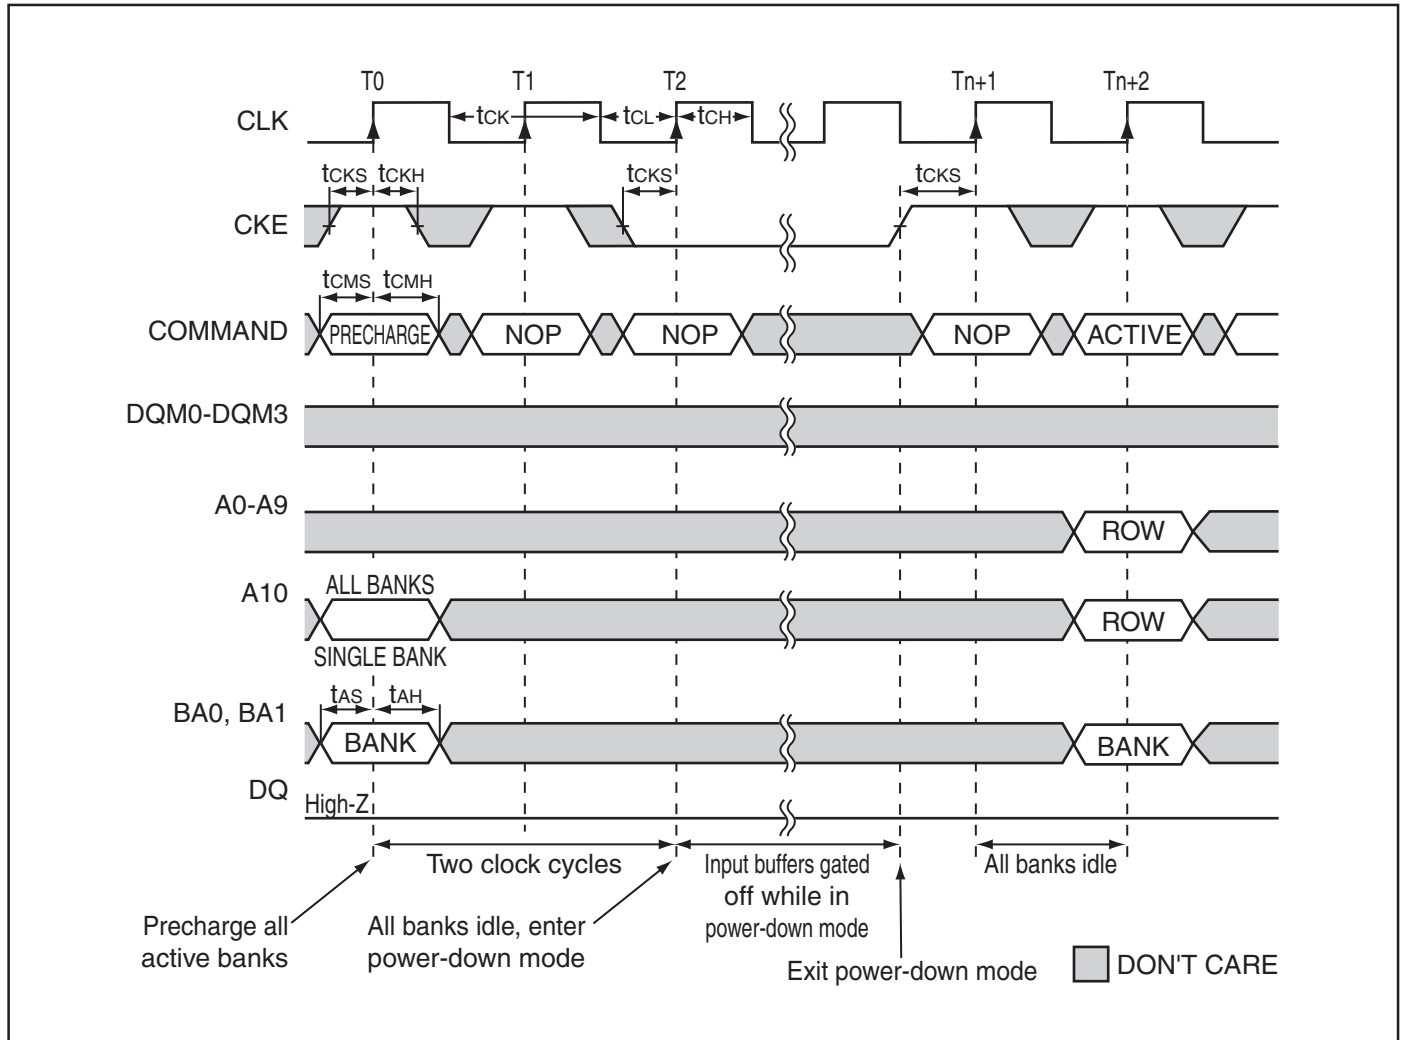 T0 T1 T2 Tn+1 Tn+2
CLK
tCK tCL tCH
tCKS tCKH tCKS tCKS
CKE
tCMS tCMH
COMMAND PRECHARGE NOP NOP NOP ACTIVE
DQM0-DQM3
A0-A9
ROW
A10 ALL BANKS
ROW
SINGLE BANK
tAS tAH
BA0, BA1
BANK BANK
DQ
High-Z
Two clock cycles Input buffers gated All banks idle
off while in
power-down mode
Precharge all
active banks
All banks idle, enter
power-down mode
Exit power-down mode
DON'T CARE